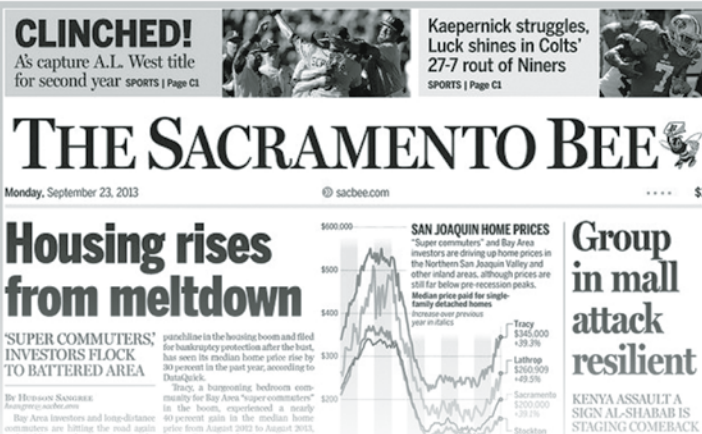 CLINCHED!
A's capture A.L. West title
for second year SPORTS | Page C1
Kaepernick struggles,
Luck shines in Colts'
27-7 rout of Niners
SPORTS | Page C1
THE SACRAMENTO BEE
Monday, September 23, 2013
sacbee.com
$
Housing rises
from meltdown
'SUPER COMMUTERS,'
INVESTORS FLOCK
TO BATTERED AREA
BY HUDSON SANGREE
hsangree@sacbee.com
Bay Area investors and long-distance
commuters are hitting the road again
punchline in the housing boom and filed
for bankruptcy protection after the bust,
has seen its median home price rise by
30 percent in the past year, according to
DataQuick.
Tracy, a burgeoning bedroom com-
munity for Bay Area "super commuters"
in the boom, experienced a nearly
40 percent gain in the median home
price from August 2012 to August 2013,
$600,000
$500
$400
$300
$200
SAN JOAQUIN HOME PRICES
"Super commuters" and Bay Area
investors are driving up home prices in
the Northern San Joaquin Valley and
other inland areas, although prices are
still far below pre-recession peaks.
Median price paid for single-
family detached homes
Increase over previous
year in italics
Tracy
$345,000
+39.3%
Lathrop
$260,909
+49.5%
Sacramento
$200,000
Stockton
Group
in mall
attack
resilient
KENYA ASSAULT A
SIGN AL-SHABAB IS
STAGING COMEBACK